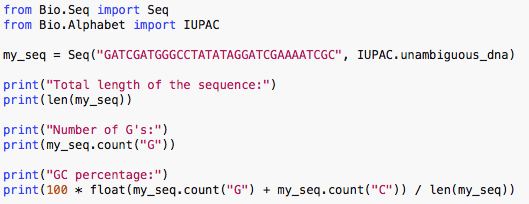 from Bio.Seq import Seq
from Bio.Alphabet import IUPAC
my_seq = Seq("GATCGATGGGCCTATATAGGATCGAAAATCGC", IUPAC.unambiguous_dna)
print("Total length of the sequence:")
print(len(my_seq))
print("Number of G's:")
print(my_seq.count("G"))
print("GC percentage:")
print(100 * float(my_seq.count("G") + my_seq.count("C")) / len(my_seq))